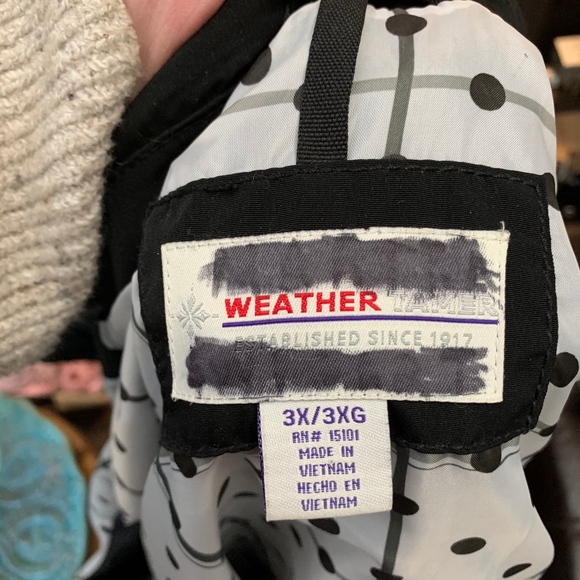 WEATHER TAMER
ESTABLISHED SINCE 1917
3X/3XG
RN# 15101
MADE IN
VIETNAM
HECHO EN
VIETNAM